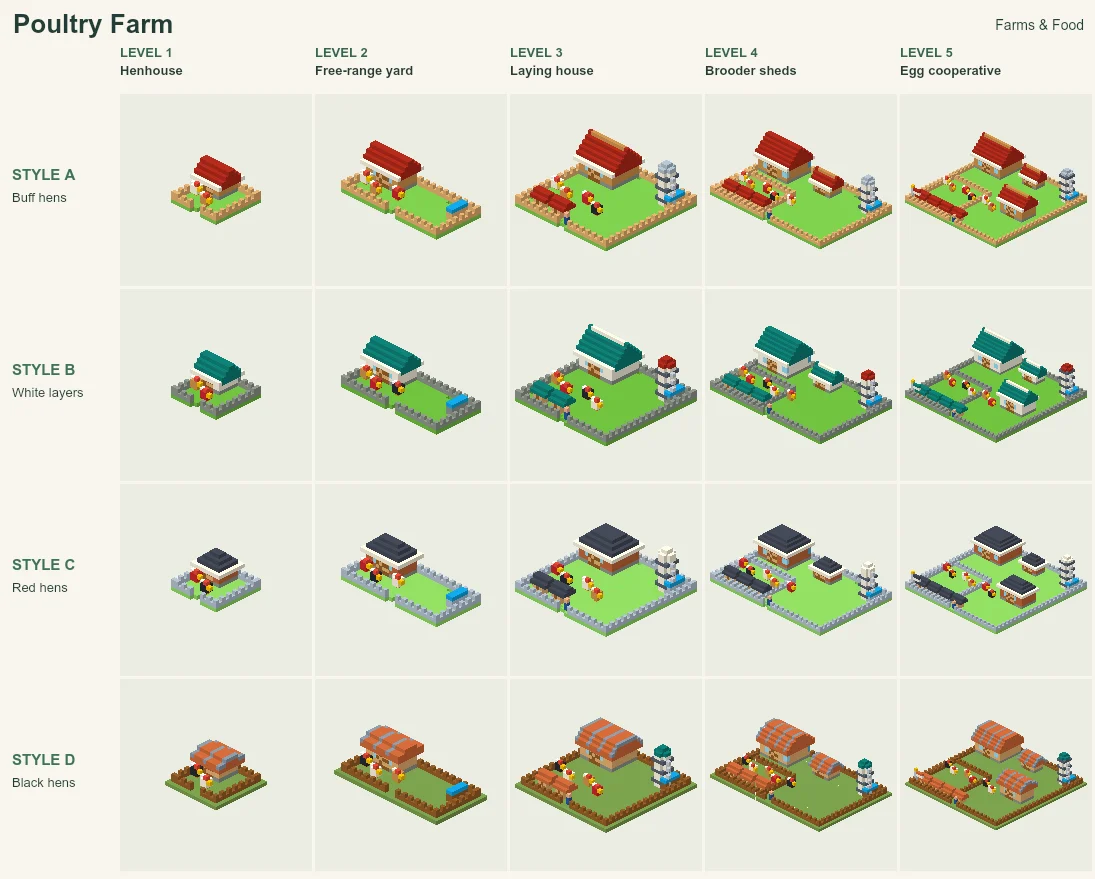 Poultry Farm
Farms & Food
LEVEL 1
Henhouse
LEVEL 2
Free-range yard
LEVEL 3
Laying house
LEVEL 4
Brooder sheds
LEVEL 5
Egg cooperative
STYLE A
Buff hens
STYLE B
White layers
STYLE C
Red hens
STYLE D
Black hens